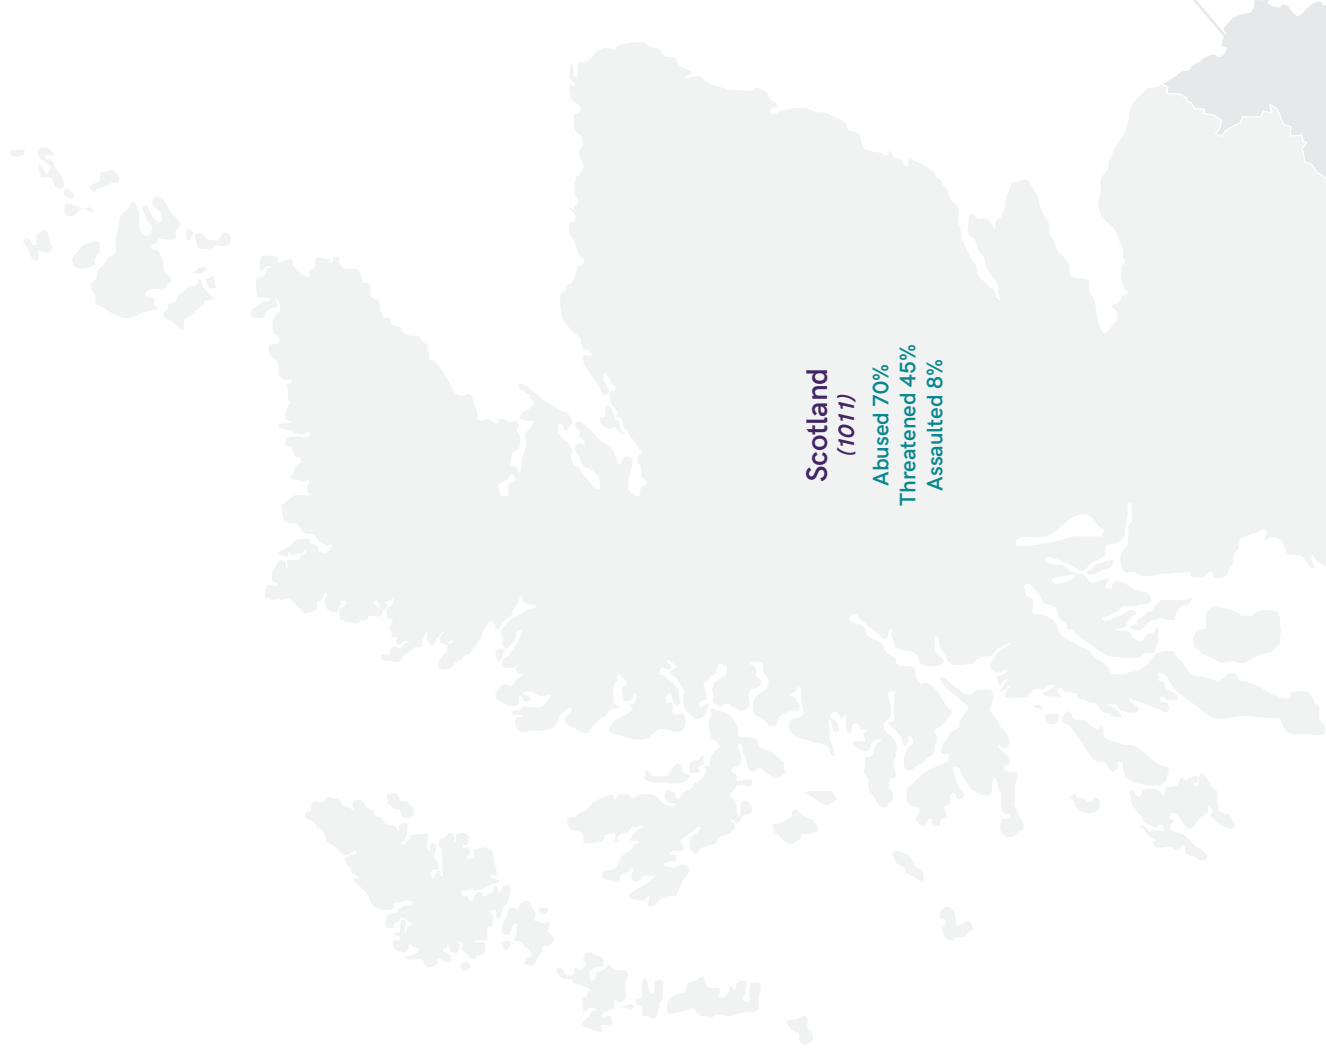 Scotland
(1011)
Abused 70%
Threatened 45%
Assaulted 8%